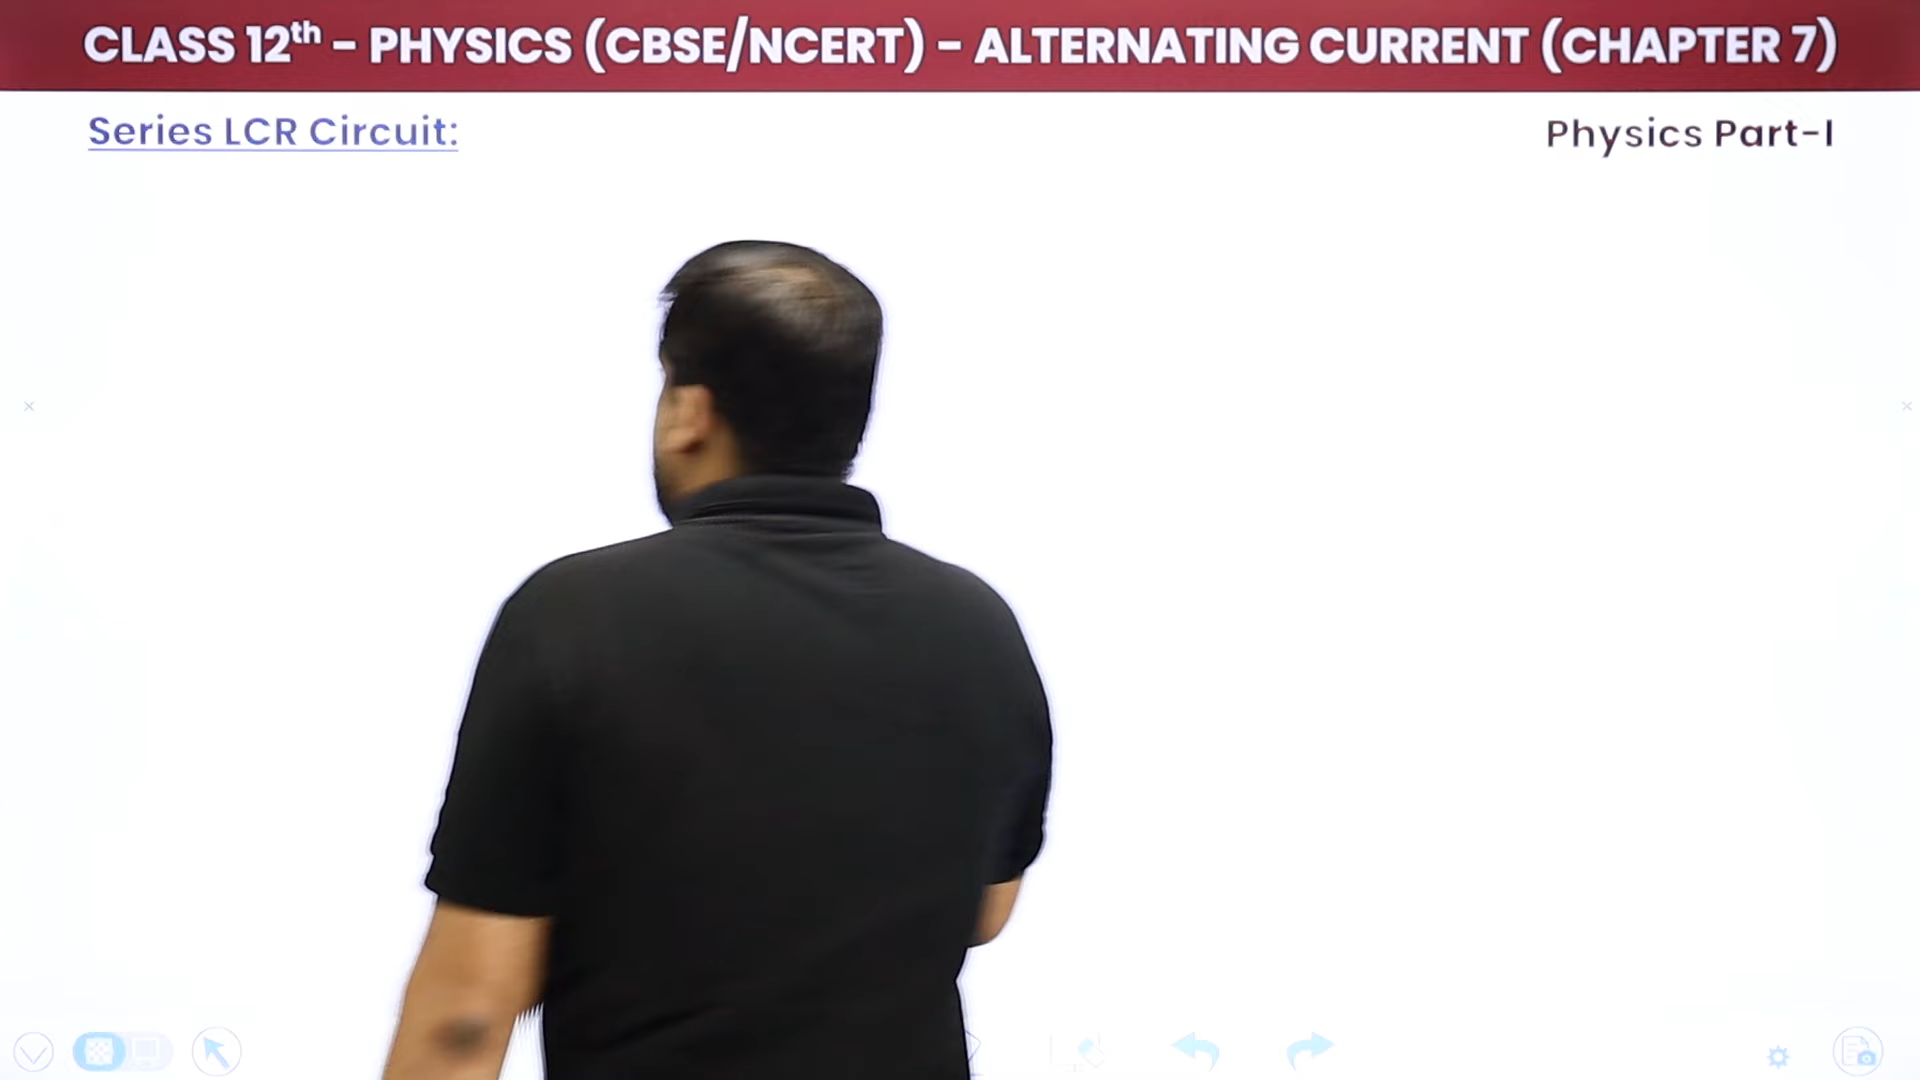 CLASS 12th – PHYSICS (CBSE/NCERT) – ALTERNATING CURRENT (CHAPTER 7)
Series LCR Circuit:
Physics Part-I